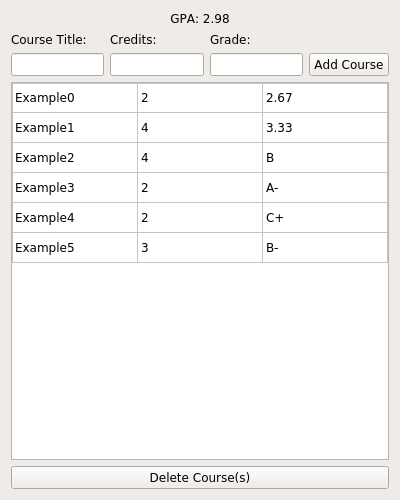 GPA: 2.98
Course Title: Credits: Grade:
Add Course
Example0 2 2.67
Example1 4 3.33
Example2 4 B
Example3 2 A-
Example4 2 C+
Example5 3 B-
Delete Course(s)